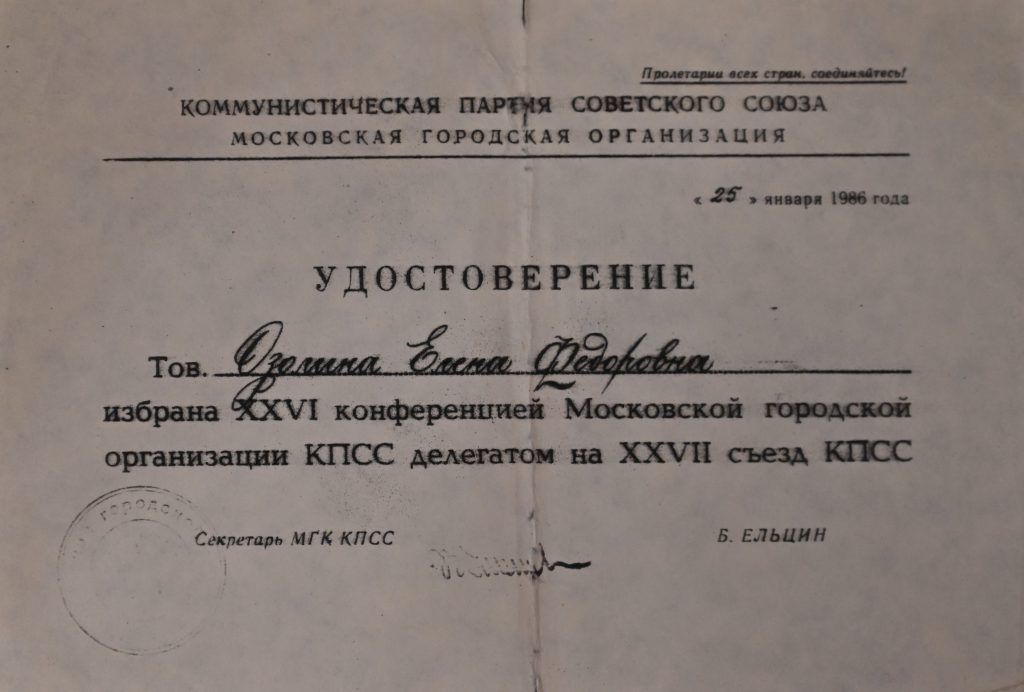 Пролетарии всех стран, соединяйтесь!
КОММУНИСТИЧЕСКАЯ ПАРТИЯ СОВЕТСКОГО СОЮЗА
МОСКОВСКАЯ ГОРОДСКАЯ ОРГАНИЗАЦИЯ
« 25 » января 1986 года
УДОСТОВЕРЕНИЕ
Тов. Озолина Елена Федоровна
избрана XXVI конференцией Московской городской
организации КПСС делегатом на XXVII съезд КПСС
городско
Секретарь МГК КПСС Б. ЕЛЬЦИН